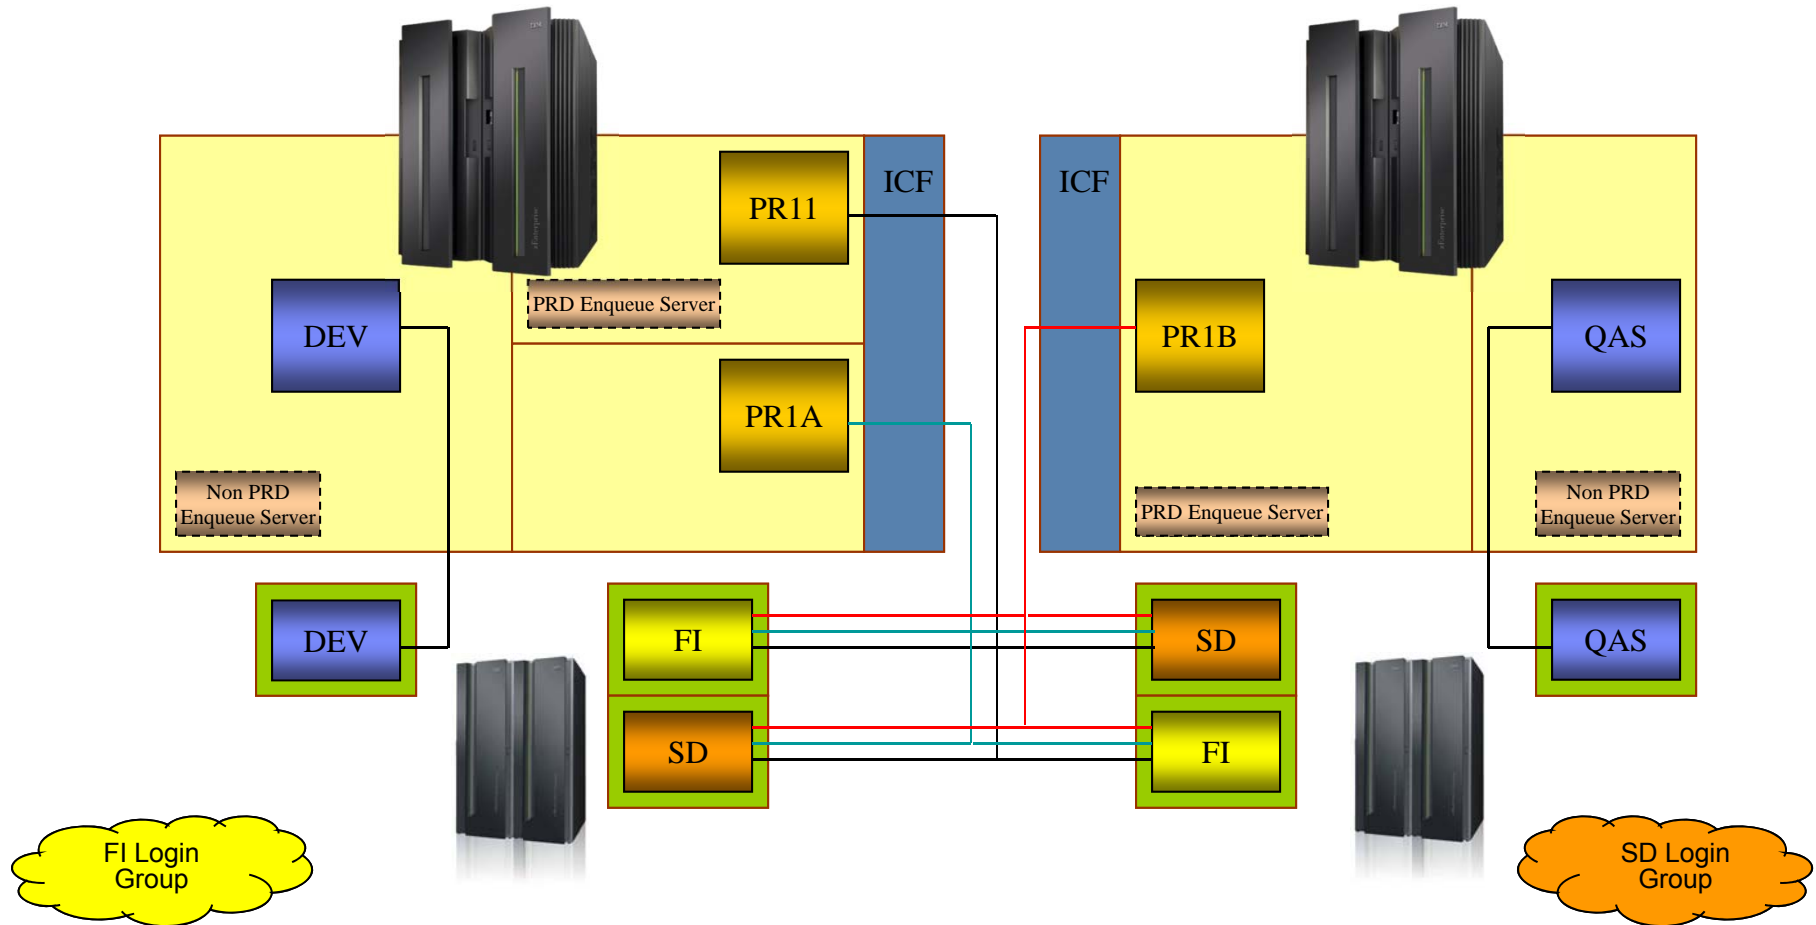 PR11
ICF
ICF
PRD Enqueue Server
DEV
PR1B
QAS
PR1A
Non PRD
Enqueue Server
PRD Enqueue Server
Non PRD
Enqueue Server
DEV
FI
SD
QAS
SD
FI
FI Login
Group
SD Login
Group